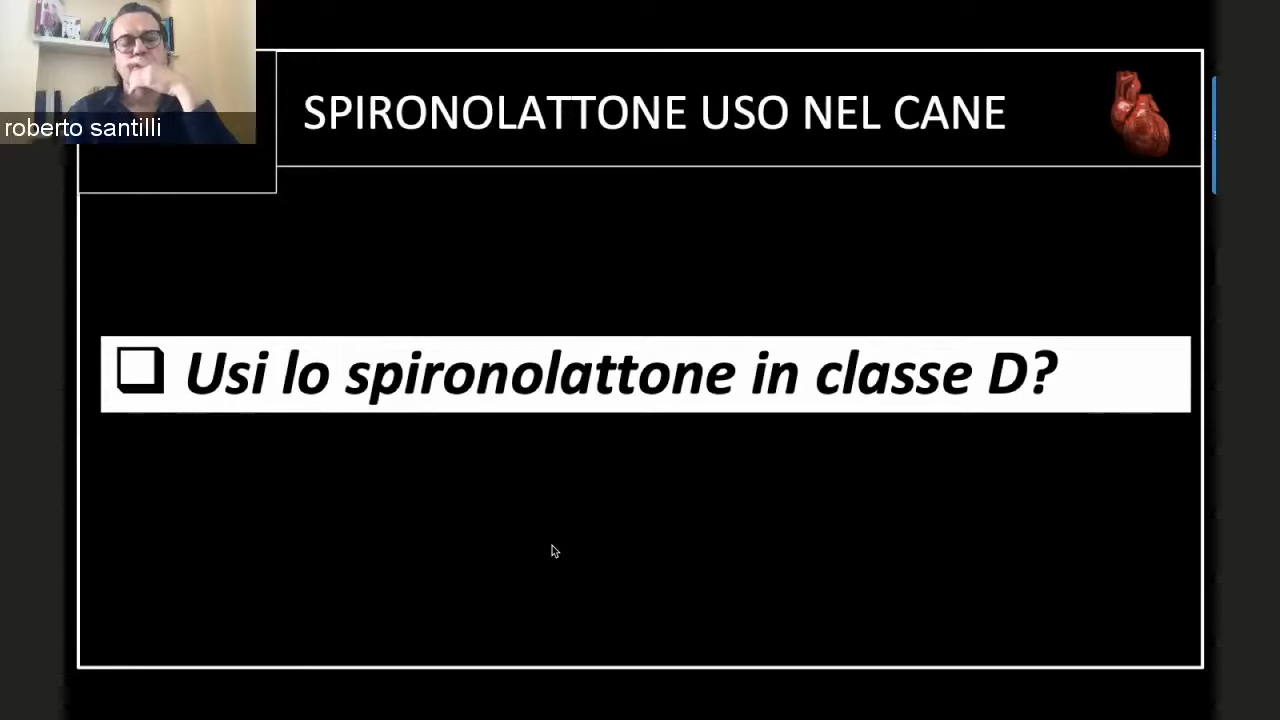 roberto santilli
SPIRONOLATTONE USO NEL CANE
Usi lo spironolattone in classe D?